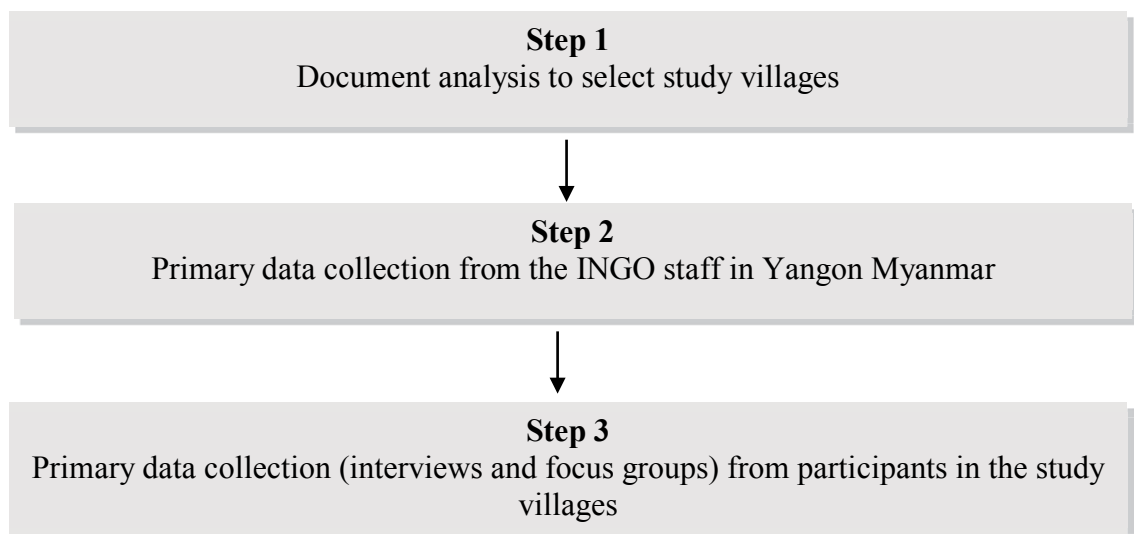 Step 1
Document analysis to select study villages
Step 2
Primary data collection from the INGO staff in Yangon Myanmar
Step 3
Primary data collection (interviews and focus groups) from participants in the study
villages